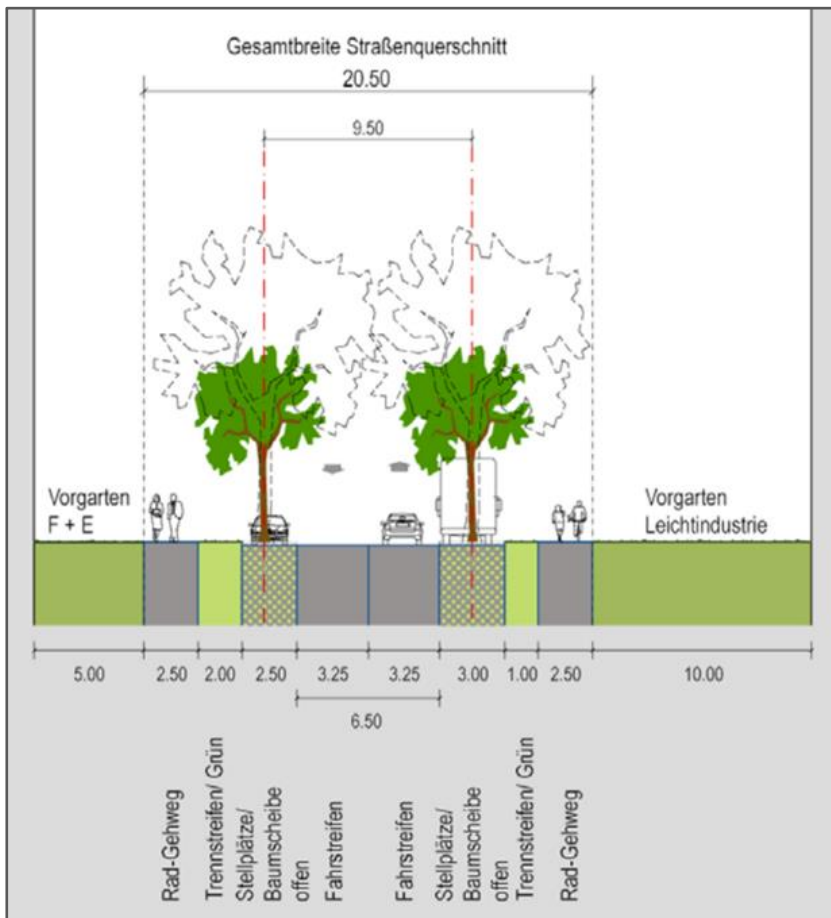 Gesamtbreite Straßenquerschnitt
20.50
9.50
Vorgarten
F + E
Vorgarten
Leichtindustrie
5.00 2.50 2.00 2.50 3.25 3.25 3.00 1.00 2.50 10.00
6.50
Rad-Gehweg
Trennstreifen/ Grün
Stellplätze/
Baumscheibe
offen
Fahrstreifen
Fahrstreifen
Stellplätze/
Baumscheibe
offen
Trennstreifen/ Grün
Rad-Gehweg